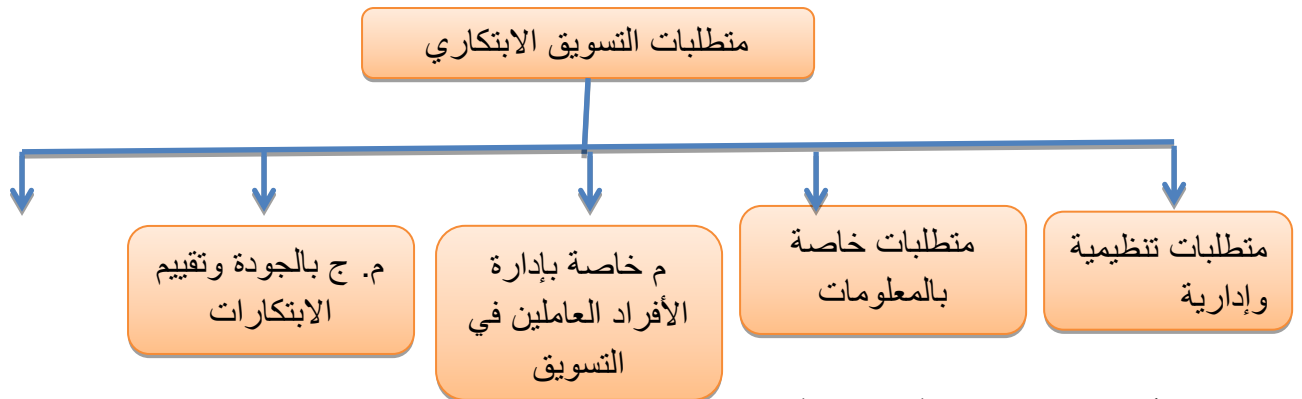 متطلبات التسويق الابتكاري
متطلبات تنظيمية
وإدارية
متطلبات خاصة
بالمعلومات
م خاصة بإدارة
الأفراد العاملين في
التسويق
م. ج بالجودة وتقييم
الابتكارات